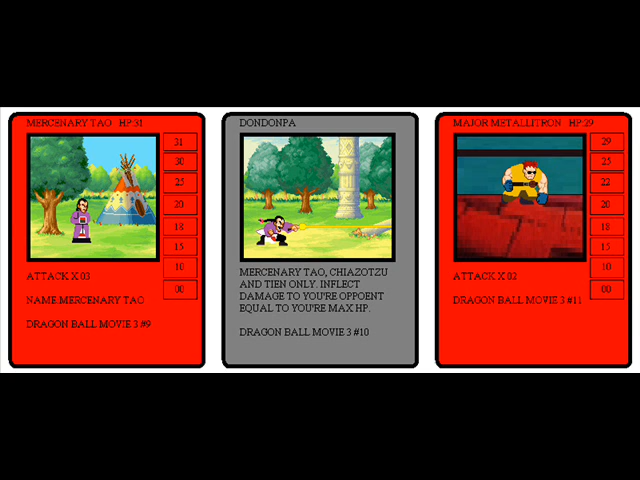 MERCENARY TAO HP:31
31
30
25
20
18
15
10
00
ATTACK X 03
NAME:MERCENARY TAO
DRAGON BALL MOVIE 3 #9
DONDONPA
MERCENARY TAO, CHIAZOTZU
AND TIEN ONLY. INFLECT
DAMAGE TO YOU'RE OPPOENT
EQUAL TO YOU'RE MAX HP.
DRAGON BALL MOVIE 3 #10
MAJOR METALLITRON HP:29
29
25
22
20
18
15
10
00
ATTACK X 02
DRAGON BALL MOVIE 3 #11